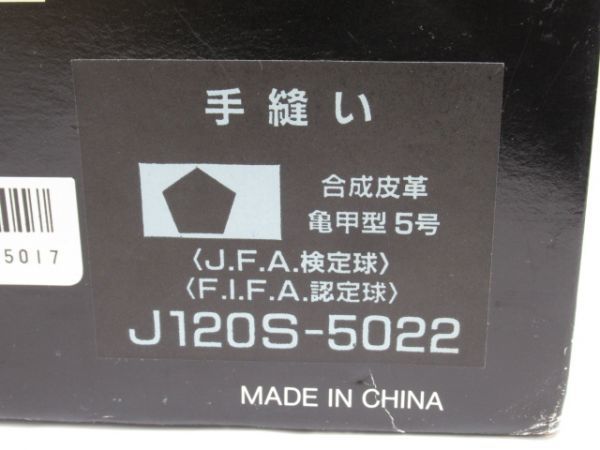 手縫い
合成皮革
亀甲型5号
〈J.F.A.検定球〉
〈F.I.F.A.認定球〉
J120S-5022
5017
MADE IN CHINA